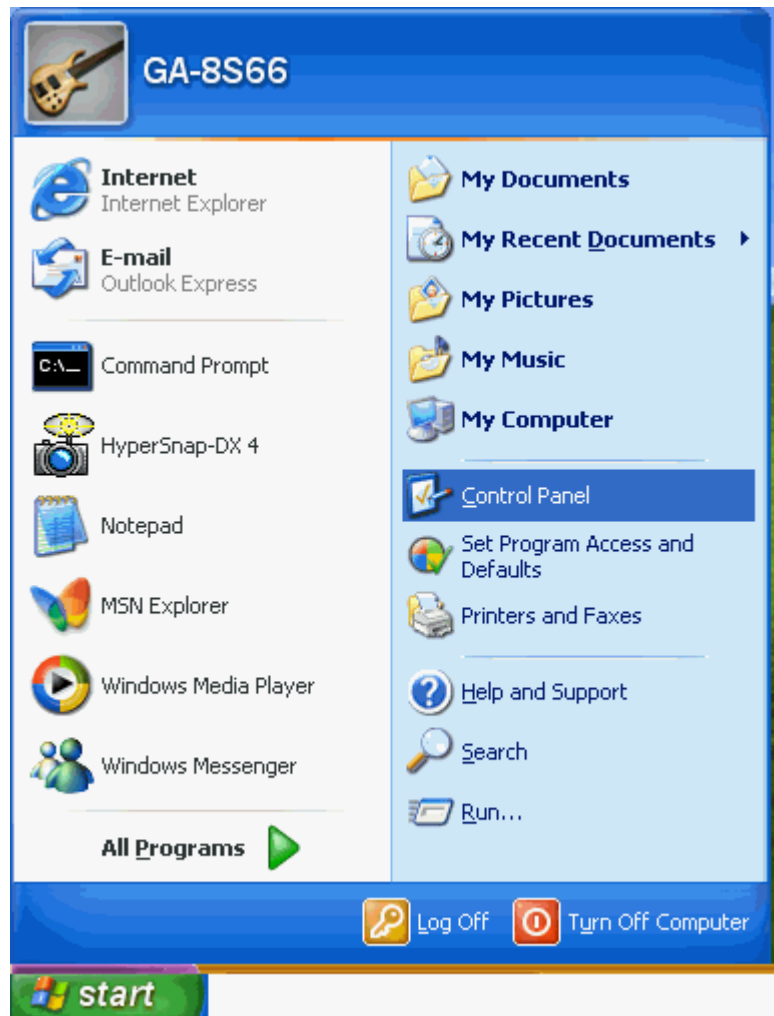 GA-8S66
Internet
Internet Explorer
E-mail
Outlook Express
C:\_
Command Prompt
HyperSnap-DX 4
Notepad
MSN Explorer
Windows Media Player
Windows Messenger
All Programs
My Documents
My Recent Documents
My Pictures
My Music
My Computer
Control Panel
Set Program Access and
Defaults
Printers and Faxes
Help and Support
Search
Run...
Log Off
Turn Off Computer
start